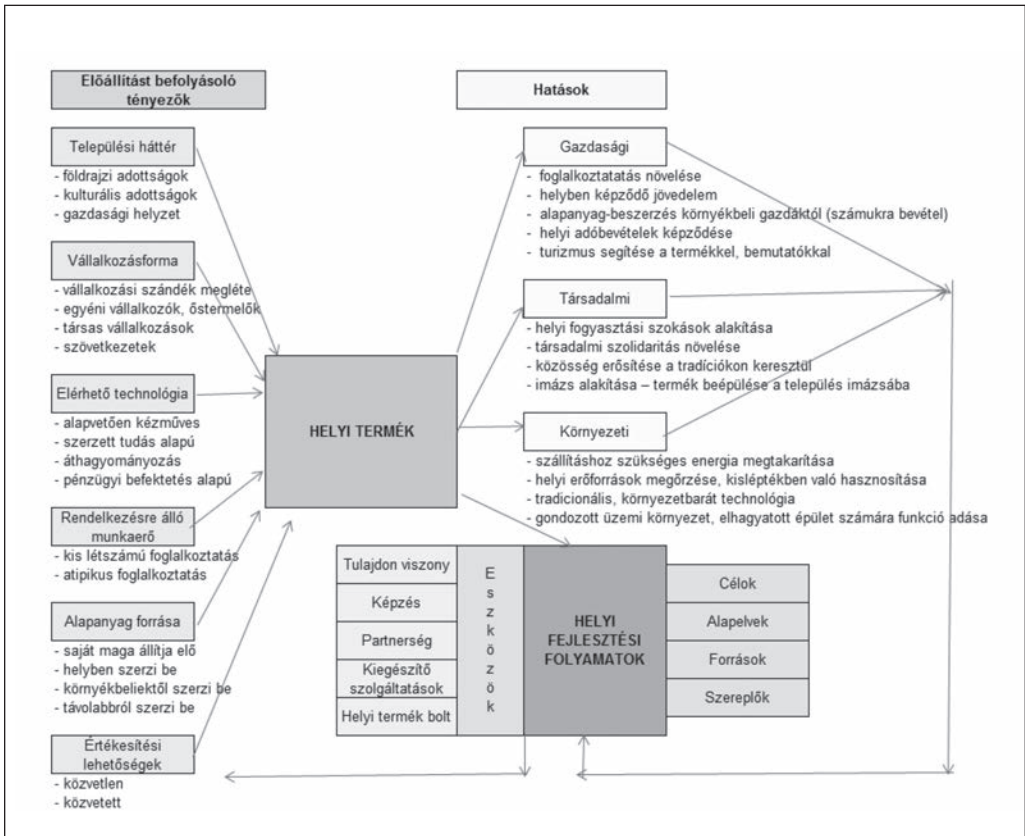 Előállítást befolyásoló
tényezők
Települési háttér
- földrajzi adottságok
- kulturális adottságok
- gazdasági helyzet
Vállalkozásforma
- vállalkozási szándék megléte
- egyéni vállalkozók, őstermelők
- társas vállalkozások
- szövetkezetek
Elérhető technológia
- alapvetően kézműves
- szerzett tudás alapú
- áthagyományozás
- pénzügyi befektetés alapú
Rendelkezésre álló
munkaerő
- kis létszámú foglalkoztatás
- atipikus foglalkoztatás
Alapanyag forrása
- saját maga állítja elő
- helyben szerzi be
- környékbeliektől szerzi be
- távolabbról szerzi be
Értékesítési
lehetőségek
- közvetlen
- közvetett
HELYI TERMÉK
Hatások
Gazdasági
- foglalkoztatatás növelése
- helyben képződő jövedelem
- alapanyag-beszerzés környékbeli gazdáktól (számukra bevétel)
- helyi adóbevételek képződése
- turizmus segítése a termékkel, bemutatókkal
Társadalmi
- helyi fogyasztási szokások alakítása
- társadalmi szolidaritás növelése
- közösség erősítése a tradíciókon keresztül
- imázs alakítása – termék beépülése a település imázsába
Környezeti
- szállításhoz szükséges energia megtakarítása
- helyi erőforrások megőrzése, kisléptékben való hasznosítása
- tradicionális, környezetbarát technológia
- gondozott üzemi környezet, elhagyatott épület számára funkció adása
Tulajdon viszony
Képzés
Partnerség
Kiegészítő
szolgáltatások
Helyi termék bolt
E
s
z
k
ö
z
ö
k
HELYI
FEJLESZTÉSI
FOLYAMATOK
Célok
Alapelvek
Források
Szereplők